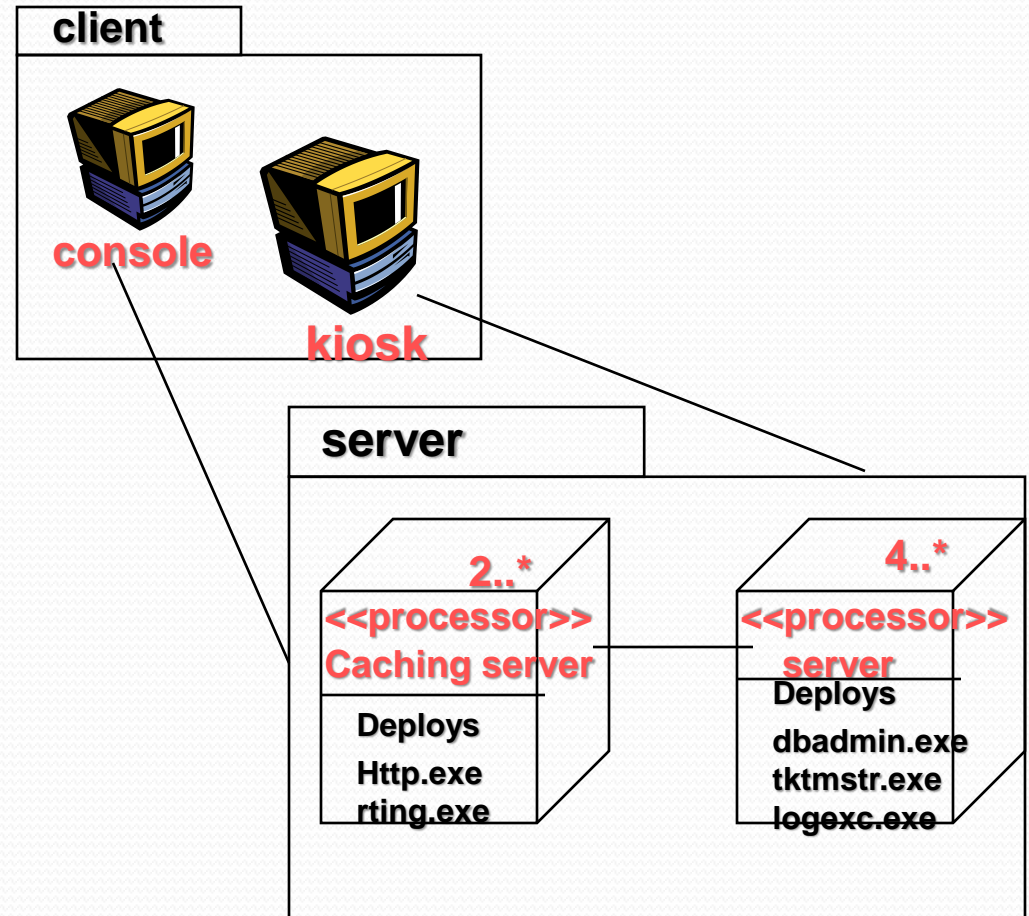 client
console
kiosk
server
2..*
<<processor>>
Caching server
Deploys
Http.exe
rting.exe
4..*
<<processor>>
server
Deploys
dbadmin.exe
tktmstr.exe
logexc.exe